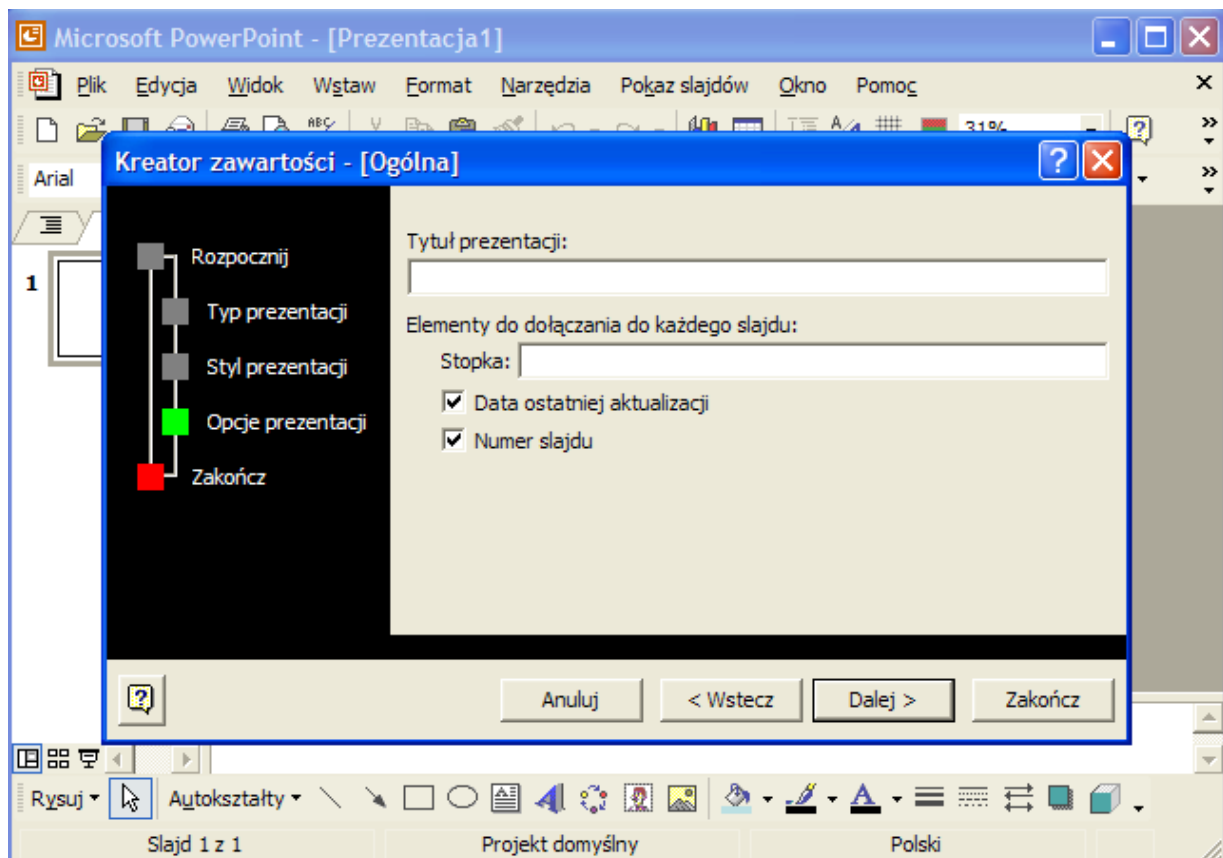 Microsoft PowerPoint - [Prezentacja1]
Plik Edycja Widok Wstaw Format Narzędzia Pokaz slajdów Okno Pomoc
31%
Arial
Kreator zawartości - [Ogólna]
1
Rozpocznij
Typ prezentacji
Styl prezentacji
Opcje prezentacji
Zakończ
Tytuł prezentacji:
Elementy do dołączania do każdego slajdu:
Stopka:
Data ostatniej aktualizacji
Numer slajdu
Anuluj < Wstecz Dalej > Zakończ
Rysuj Autokształty
Slajd 1 z 1 Projekt domyślny Polski